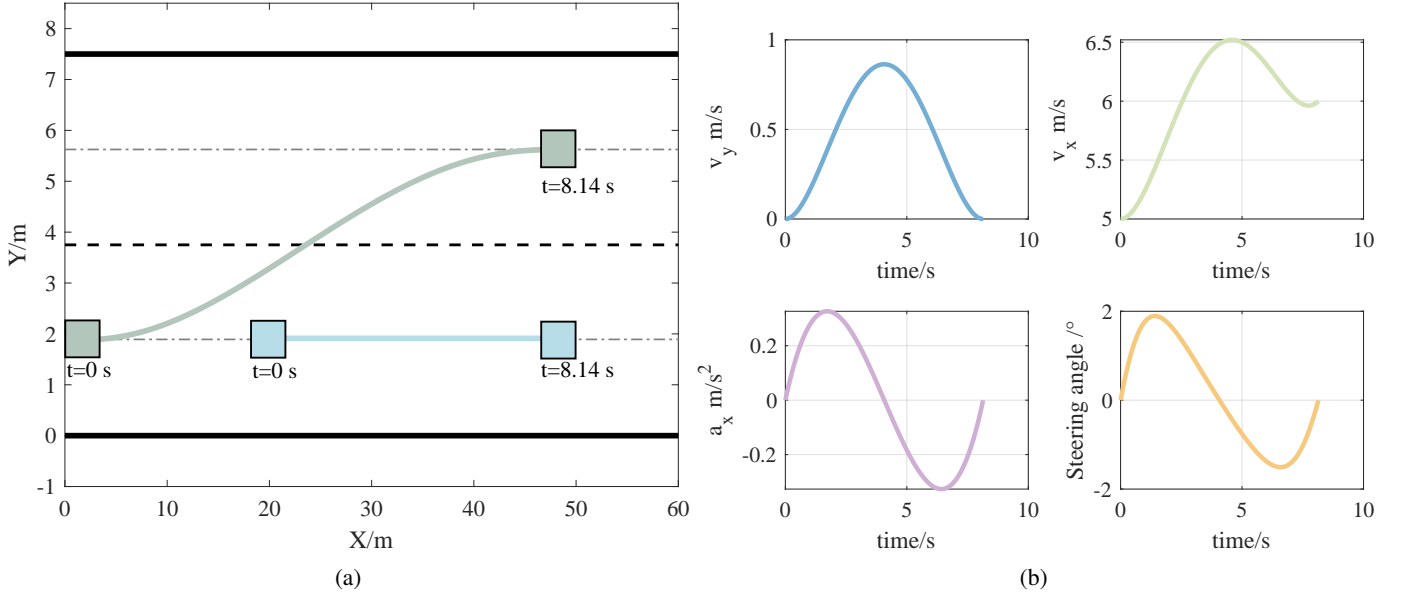 8
7
6
5
4
3
2
1
0
-1
Y/m
t=8.14 s
t=0 s
t=0 s
t=8.14 s
0
10
20
30
40
50
60
X/m
(a)
1
0.5
0
v_y m/s
0
5
10
time/s
6.5
6
5.5
5
v_x m/s
0
5
10
time/s
0.2
0
-0.2
a_x m/s²
0
5
10
time/s
2
0
-2
Steering angle /°
0
5
10
time/s
(b)